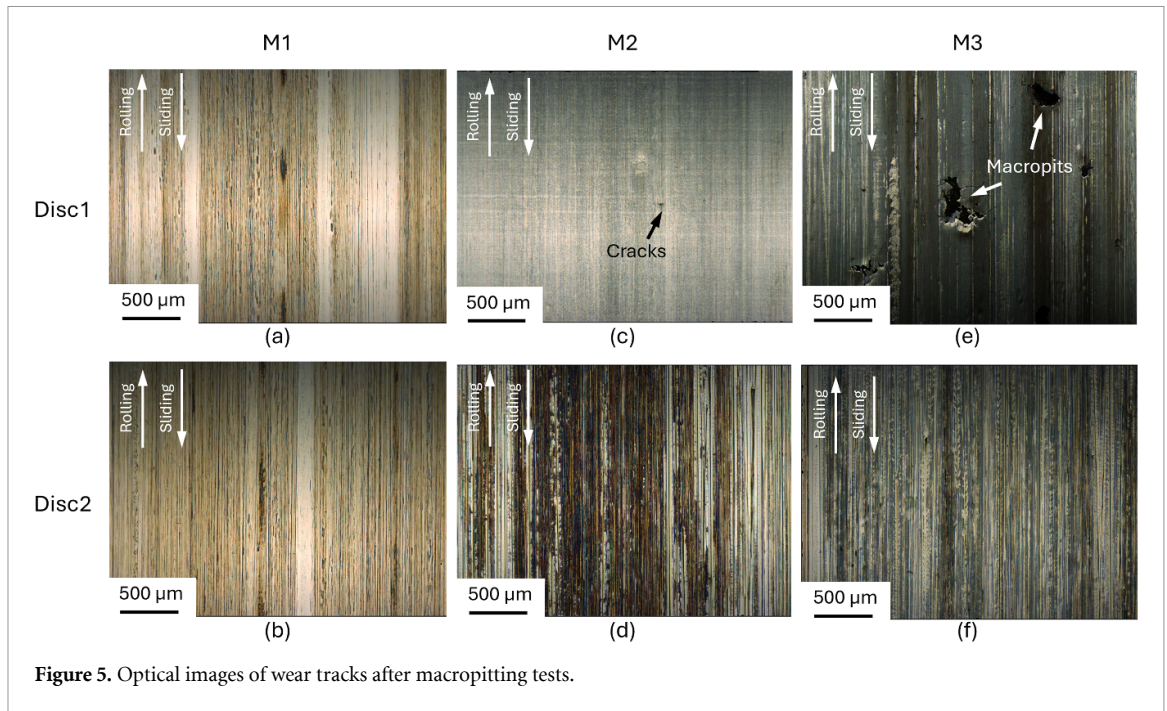 M1 M2 M3
Disc1
Rolling Sliding
500 µm
(a)
Rolling Sliding
Cracks
500 µm
(c)
Rolling Sliding
Macropits
500 µm
(e)
Disc2
Rolling Sliding
500 µm
(b)
Rolling Sliding
500 µm
(d)
Rolling Sliding
500 µm
(f)
Figure 5. Optical images of wear tracks after macropitting tests.